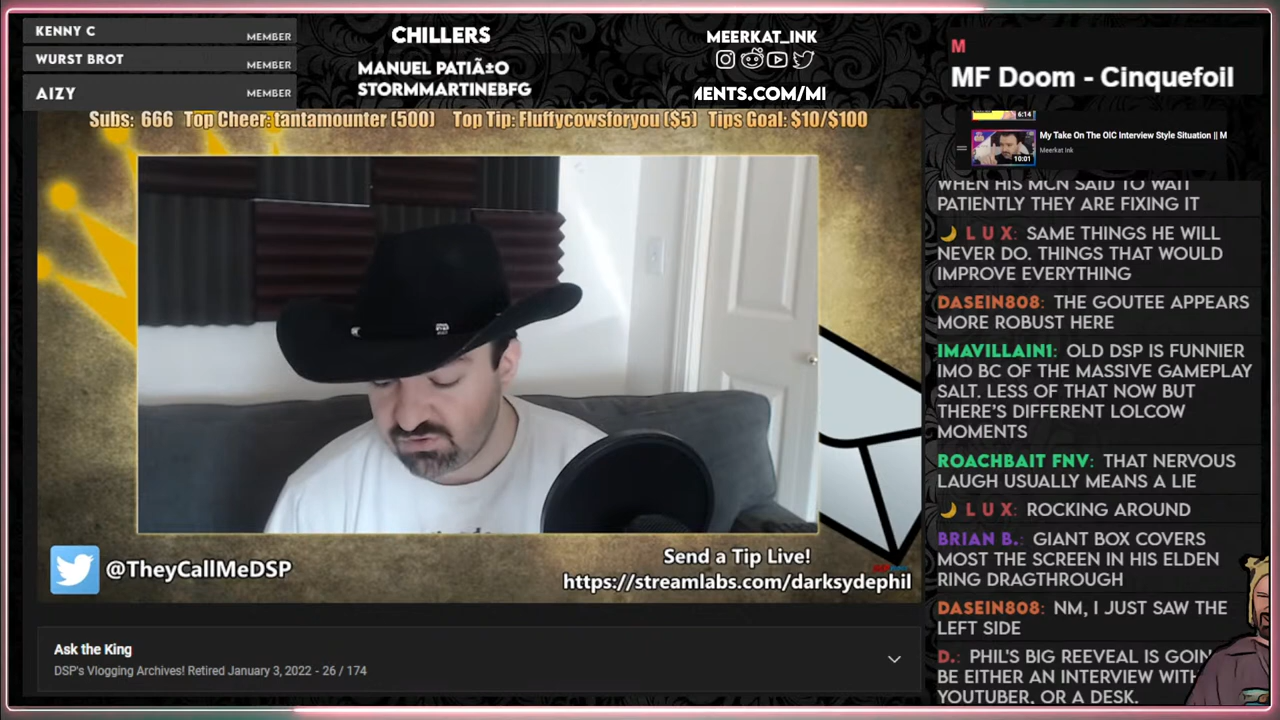 KENNY C
MEMBER
WURST BROT
MEMBER
AIZY
MEMBER
CHILLERS
MANUEL PATIÃ±O
STORMMARTINEBFG
MEERKAT_INK
MENTS.COM/MI
M
MF Doom - Cinquefoil
6:14
My Take On The OIC Interview Style Situation || M
Meerkat Ink
10:01
Subs: 666 Top Cheer: tantamounter (500) Top Tip: Fluffycowsforyou ($5) Tips Goal: $10/$100
WHEN HIS MCN SAID TO WAIT
PATIENTLY THEY ARE FIXING IT
L U X: SAME THINGS HE WILL
NEVER DO. THINGS THAT WOULD
IMPROVE EVERYTHING
DASEIN808: THE GOUTEE APPEARS
MORE ROBUST HERE
IMAVILLAIN1: OLD DSP IS FUNNIER
IMO BC OF THE MASSIVE GAMEPLAY
SALT. LESS OF THAT NOW BUT
THERE'S DIFFERENT LOLCOW
MOMENTS
ROACHBAIT FNV: THAT NERVOUS
LAUGH USUALLY MEANS A LIE
L U X: ROCKING AROUND
BRIAN B.: GIANT BOX COVERS
MOST THE SCREEN IN HIS ELDEN
RING DRAGTHROUGH
DASEIN808: NM, I JUST SAW THE
LEFT SIDE
D.: PHIL'S BIG REEVEAL IS GOIN
BE EITHER AN INTERVIEW WITH
YOUTUBER, OR A DESK.
@TheyCallMeDSP
Send a Tip Live!
https://streamlabs.com/darksydephil
Ask the King
DSP's Vlogging Archives! Retired January 3, 2022 - 26 / 174